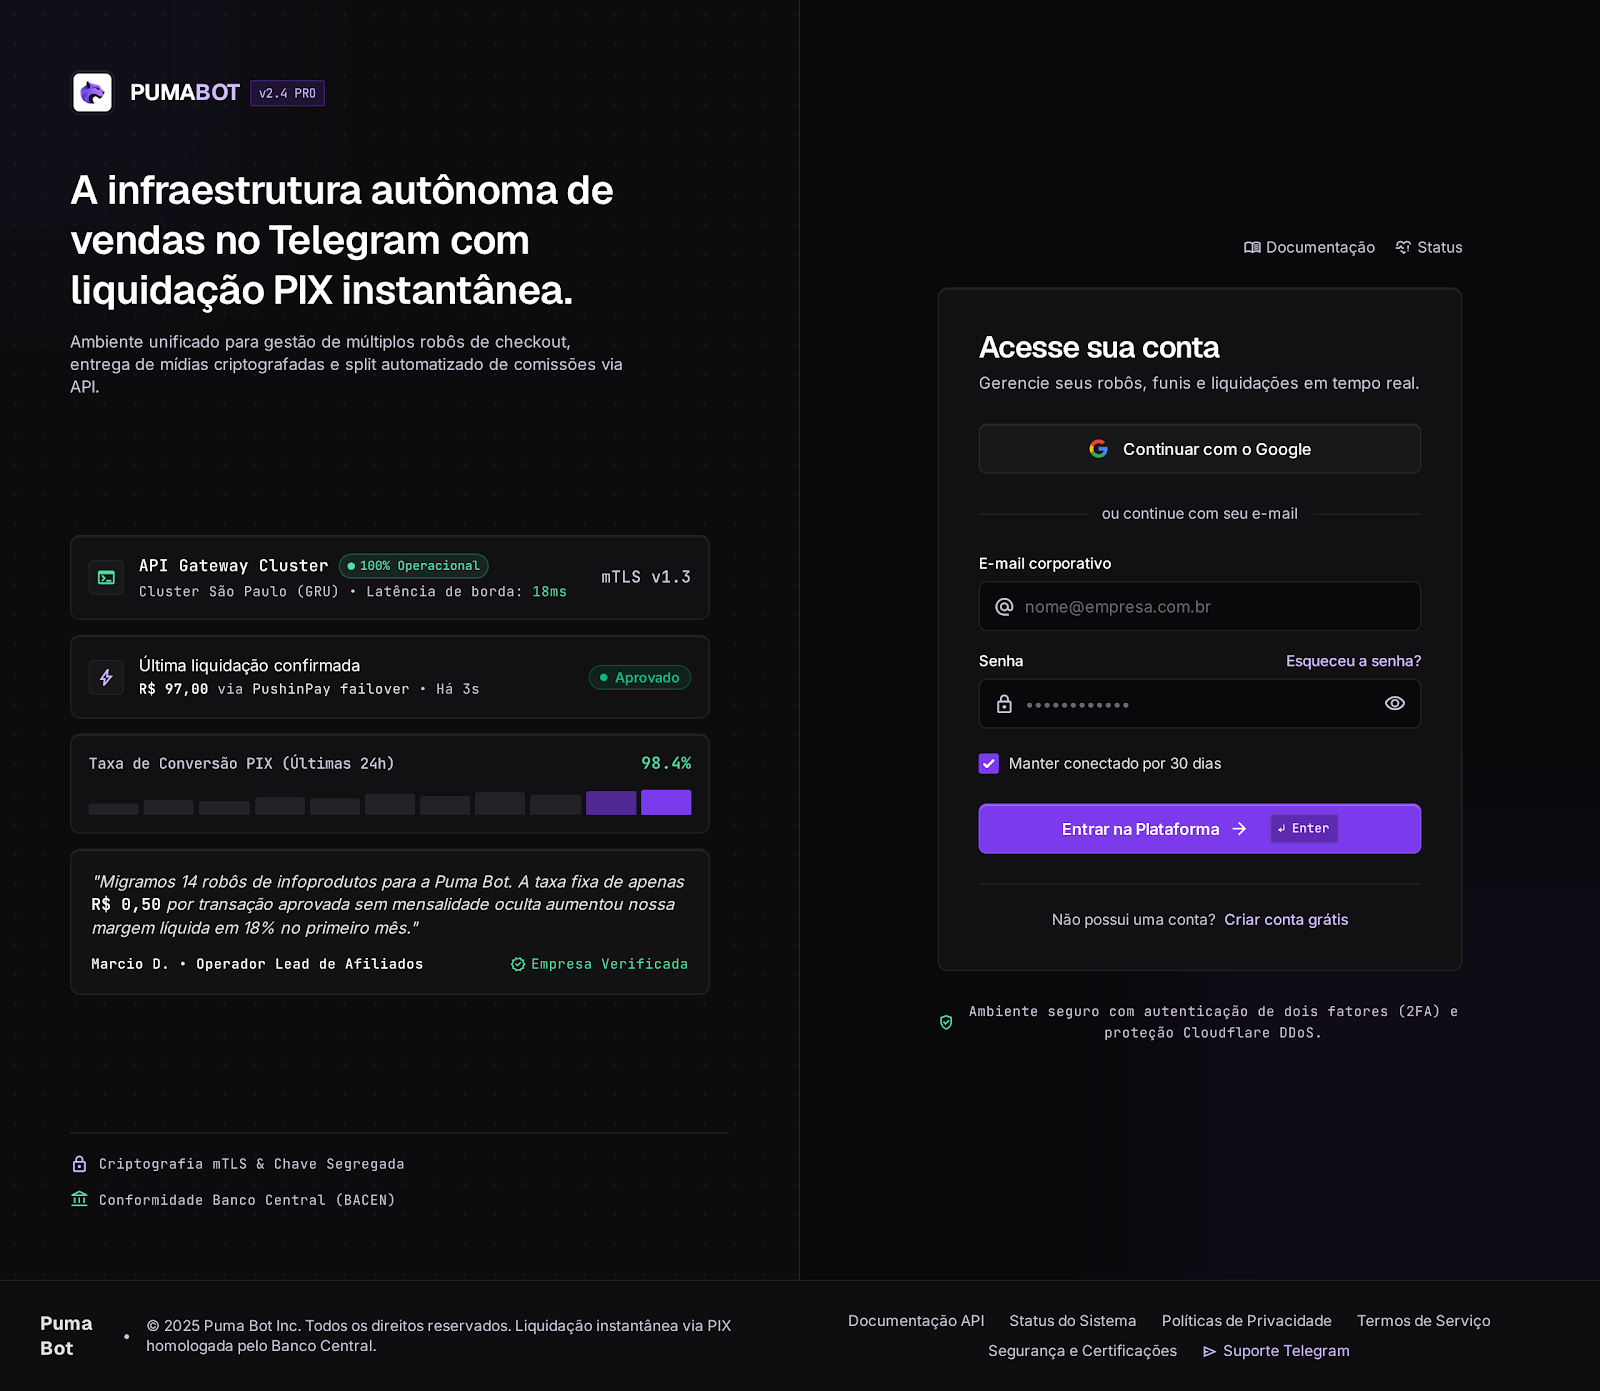 PUMABOT v2.4 PRO
A infraestrutura autônoma de
vendas no Telegram com
liquidação PIX instantânea.
Ambiente unificado para gestão de múltiplos robôs de checkout,
entrega de mídias criptografadas e split automatizado de comissões via
API.
API Gateway Cluster 100% Operacional
Cluster São Paulo (GRU) • Latência de borda: 18ms
mTLS v1.3
Última liquidação confirmada
R$ 97,00 via PushinPay failover • Há 3s
Aprovado
Taxa de Conversão PIX (Últimas 24h) 98.4%
"Migramos 14 robôs de infoprodutos para a Puma Bot. A taxa fixa de apenas
R$ 0,50 por transação aprovada sem mensalidade oculta aumentou nossa
margem líquida em 18% no primeiro mês."
Marcio D. • Operador Lead de Afiliados Empresa Verificada
Criptografia mTLS & Chave Segregada
Conformidade Banco Central (BACEN)
Documentação Status
Acesse sua conta
Gerencie seus robôs, funis e liquidações em tempo real.
Continuar com o Google
ou continue com seu e-mail
E-mail corporativo
nome@empresa.com.br
Senha Esqueceu a senha?
••••••••••••
Manter conectado por 30 dias
Entrar na Plataforma → ↵ Enter
Não possui uma conta? Criar conta grátis
Ambiente seguro com autenticação de dois fatores (2FA) e
proteção Cloudflare DDoS.
Puma
Bot
•
© 2025 Puma Bot Inc. Todos os direitos reservados. Liquidação instantânea via PIX
homologada pelo Banco Central.
Documentação API Status do Sistema Políticas de Privacidade Termos de Serviço
Segurança e Certificações Suporte Telegram